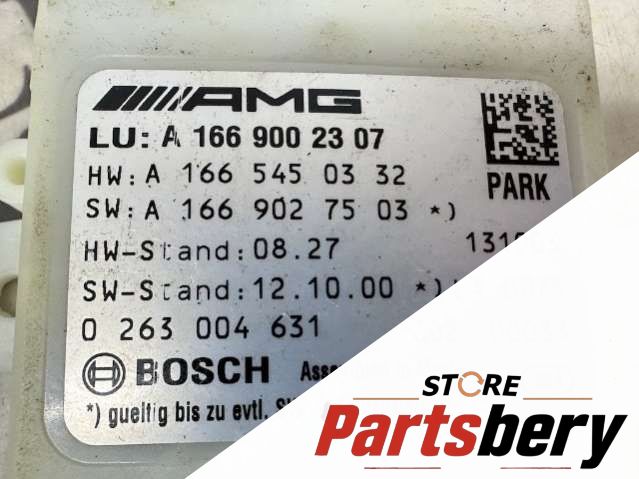 AMG
LU: A 166 900 23 07
HW: A 166 545 03 32
PARK
SW: A 166 902 75 03 *)
HW-Stand: 08.27
SW-Stand: 12.10.00 *)
0 263 004 631
BOSCH
*) gueltig bis zu evtl.
STORE
Partsbery